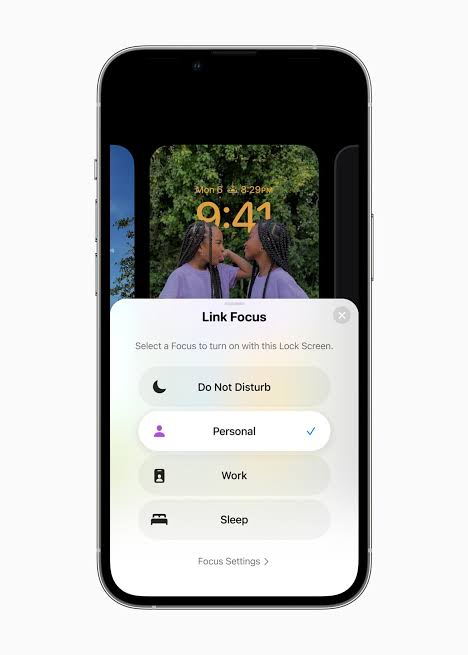 Mon 6 8:29PM
9:41
Link Focus
Select a Focus to turn on with this Lock Screen.
Do Not Disturb
Personal
Work
Sleep
Focus Settings